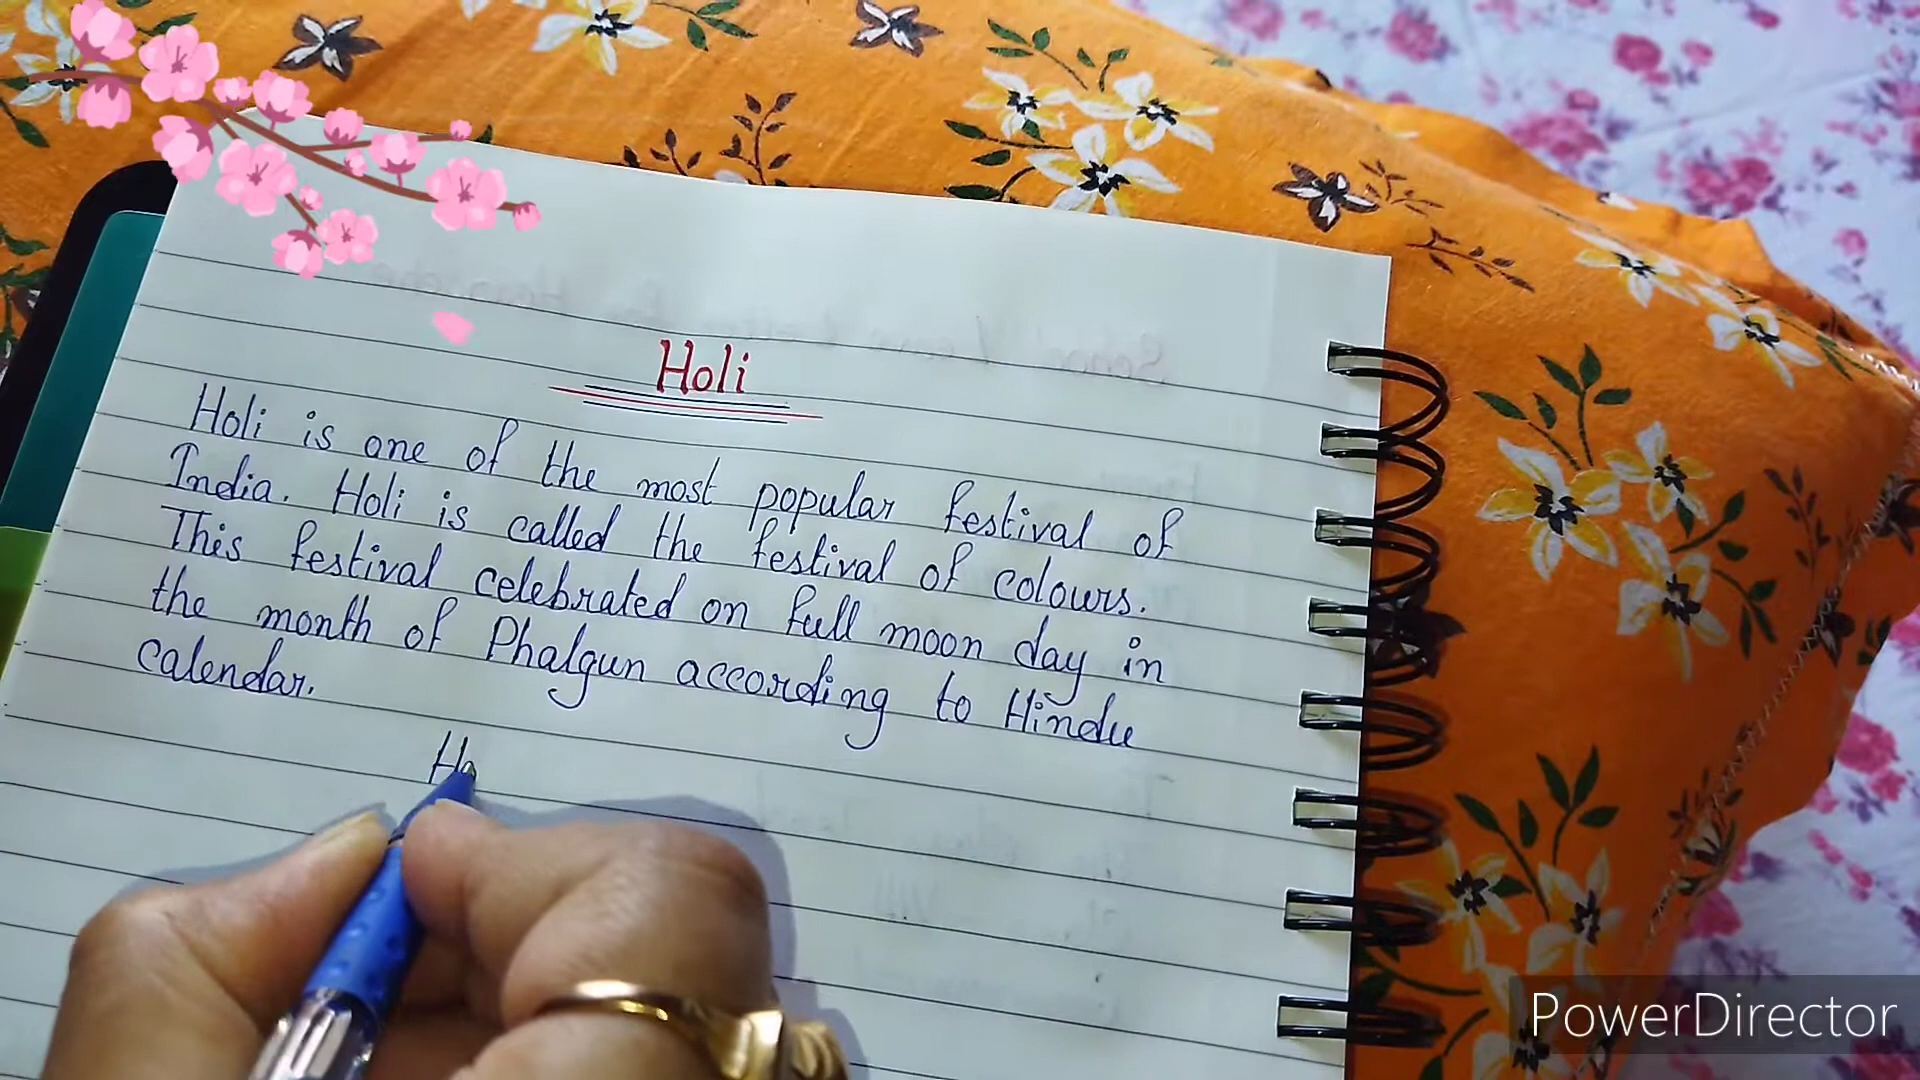 Holi
Holi is one of the most popular festival of
India. Holi is called the festival of colours.
This festival celebrated on full moon day in
the month of Phalgun according to Hindu
calendar.
Ho
PowerDirector